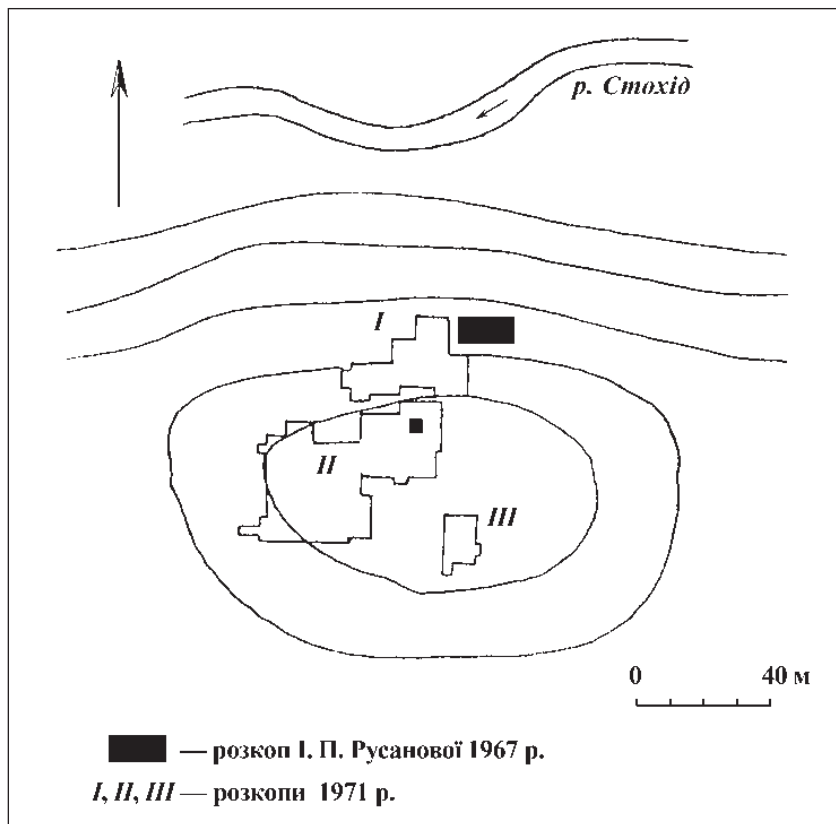 р. Стохід
I
II
III
0 40 м
— розкоп І. П. Русанової 1967 р.
I, II, III — розкопи 1971 р.